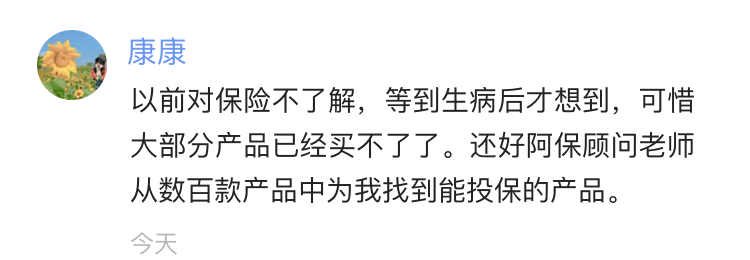 康康
以前对保险不了解，等到生病后才想到，可惜
大部分产品已经买不了了。还好阿保顾问老师
从数百款产品中为我找到能投保的产品。
今天